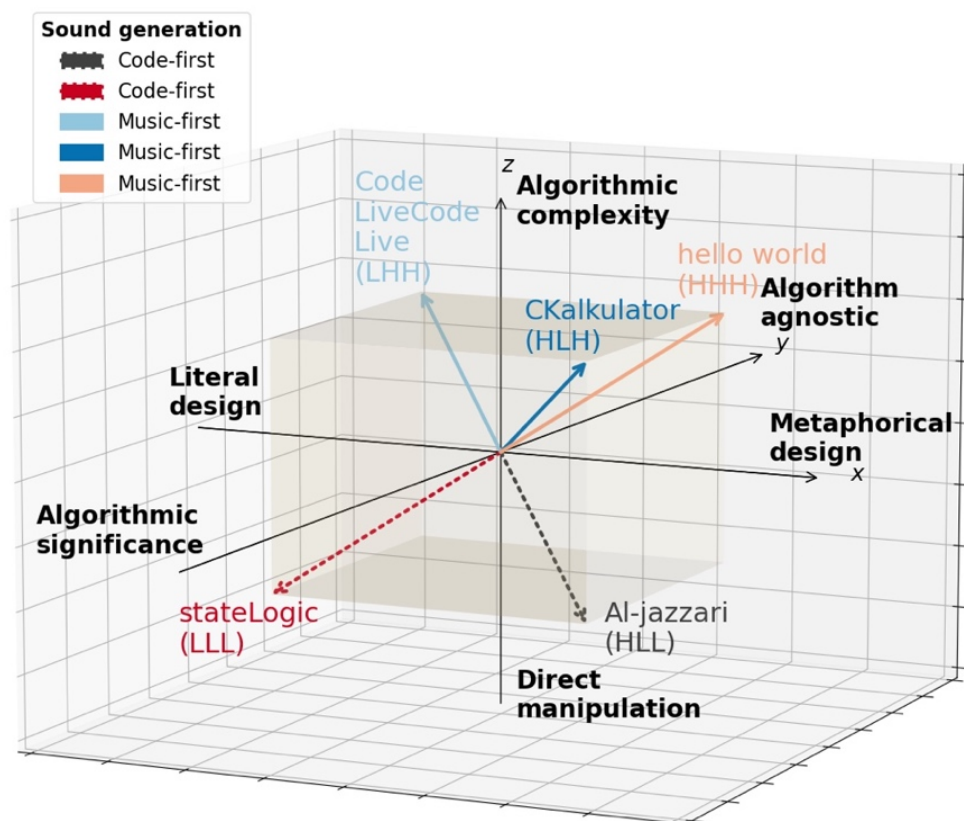 Sound generation
Code-first
Code-first
Music-first
Music-first
Music-first
z
Algorithmic
complexity
Code
LiveCode
Live
(LHH)
hello world
(HHH)
Algorithm
agnostic
y
CKalkulator
(HLH)
Literal
design
Metaphorical
design
x
Algorithmic
significance
stateLogic
(LLL)
Al-jazzari
(HLL)
Direct
manipulation